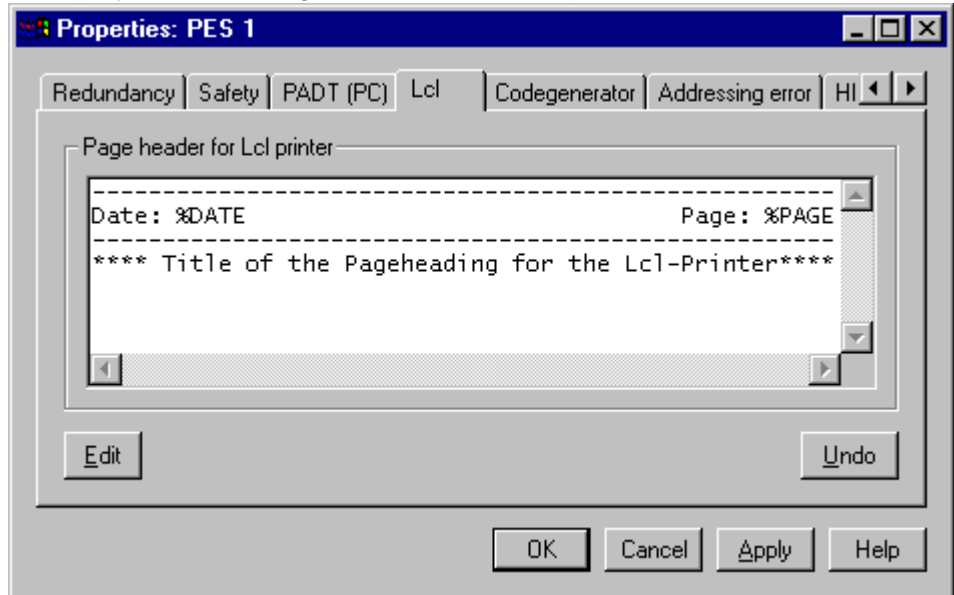 Properties: PES 1
Redundancy Safety PADT (PC) Lcl Codegenerator Addressing error HI
Page header for Lcl printer
----------------------------------------------------------------
Date: %DATE Page: %PAGE
----------------------------------------------------------------
**** Title of the Pageheading for the Lcl-Printer****
Edit Undo
OK Cancel Apply Help